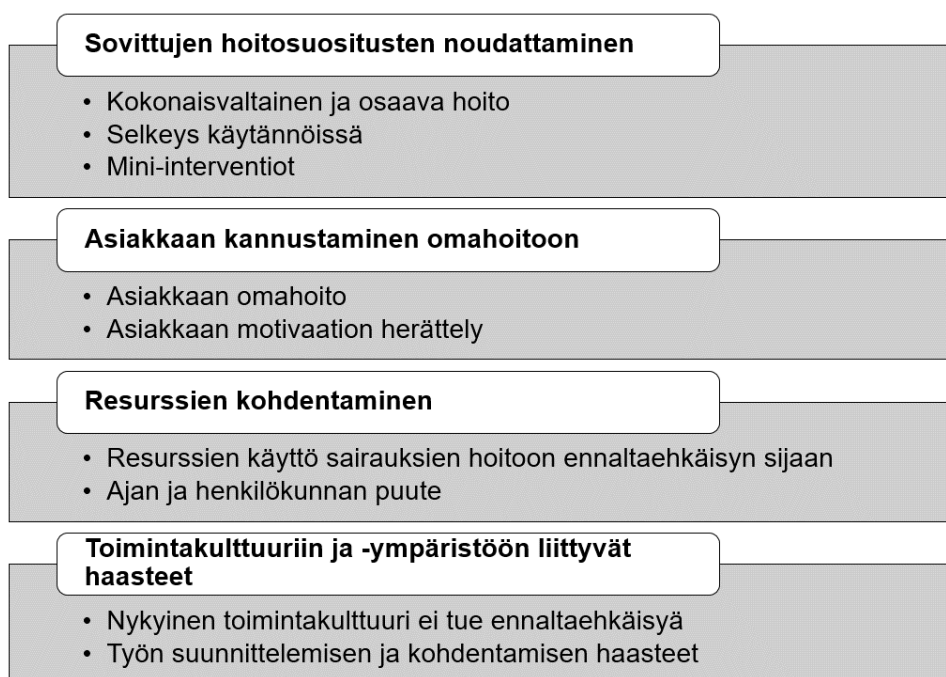 Sovittujen hoitosuositusten noudattaminen
• Kokonaisvaltainen ja osaava hoito
• Selkeys käytännöissä
• Mini-interventiot
Asiakkaan kannustaminen omahoitoon
• Asiakkaan omahoito
• Asiakkaan motivaation herättely
Resurssien kohdentaminen
• Resurssien käyttö sairauksien hoitoon ennaltaehkäisyn sijaan
• Ajan ja henkilökunnan puute
Toimintakulttuuriin ja -ympäristöön liittyvät
haasteet
• Nykyinen toimintakulttuuri ei tue ennaltaehkäisyä
• Työn suunnittelemisen ja kohdentamisen haasteet